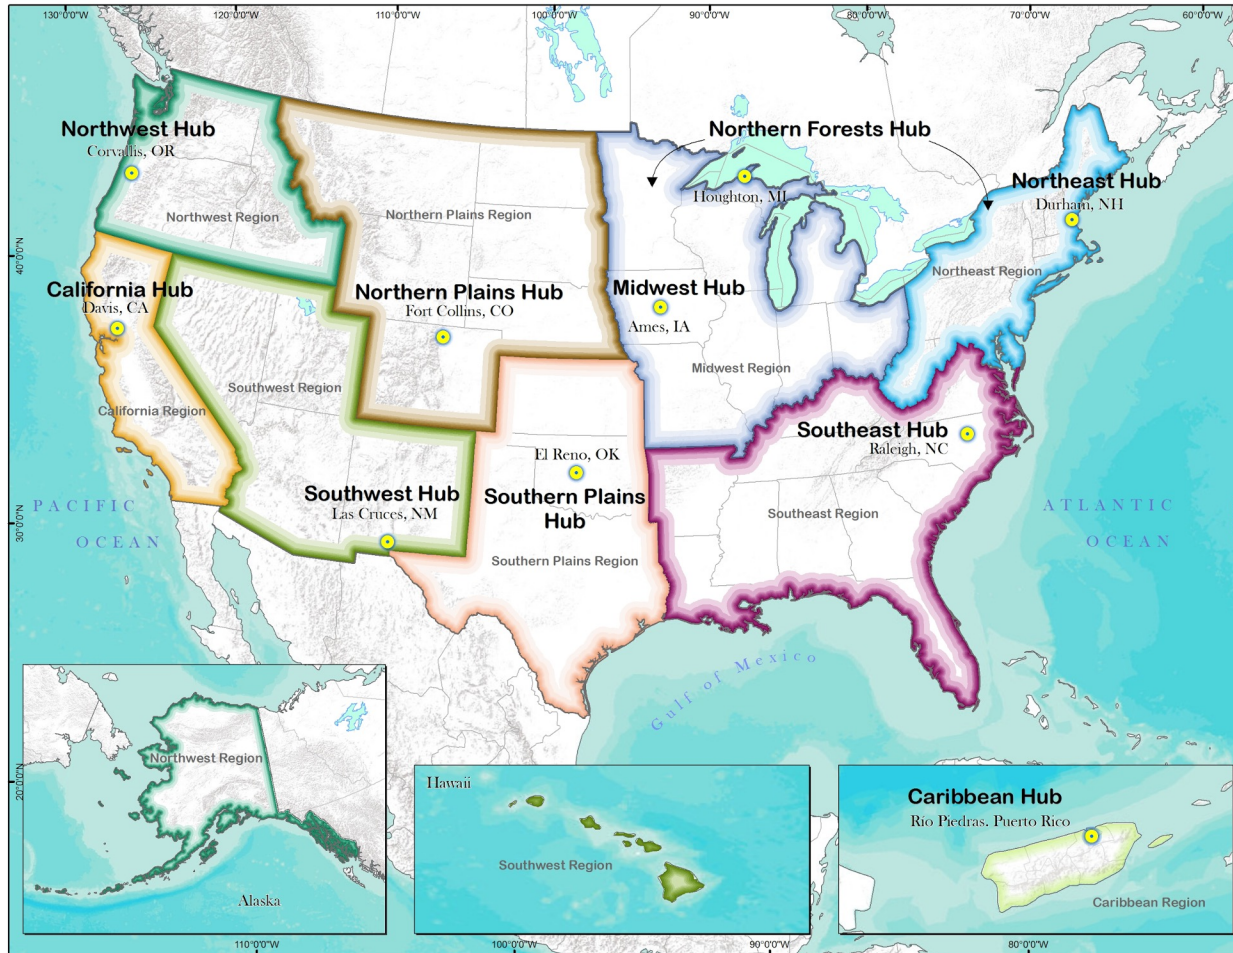 130°0'0"W
120°0'0"W
110°0'0"W
100°0'0"W
90°0'0"W
80°0'0"W
70°0'0"W
60°0'0"W
Northwest Hub
Corvallis, OR
Northwest Region
Northern Plains Region
Northern Forests Hub
Houghton, MI
Northeast Hub
Durham, NH
Northeast Region
40°0'0"N
California Hub
Davis, CA
Northern Plains Hub
Fort Collins, CO
Midwest Hub
Ames, IA
Midwest Region
Southwest Region
California Region
Southeast Hub
Raleigh, NC
El Reno, OK
Southern Plains
Hub
Southern Plains Region
Southwest Hub
Las Cruces, NM
Southeast Region
PACIFIC
OCEAN
30°0'0"N
ATLANTIC
OCEAN
Gulf of Mexico
20°0'0"N
Northwest Region
Alaska
Hawaii
Southwest Region
Caribbean Hub
Río Piedras. Puerto Rico
Caribbean Region
110°0'0"W
100°0'0"W
90°0'0"W
80°0'0"W